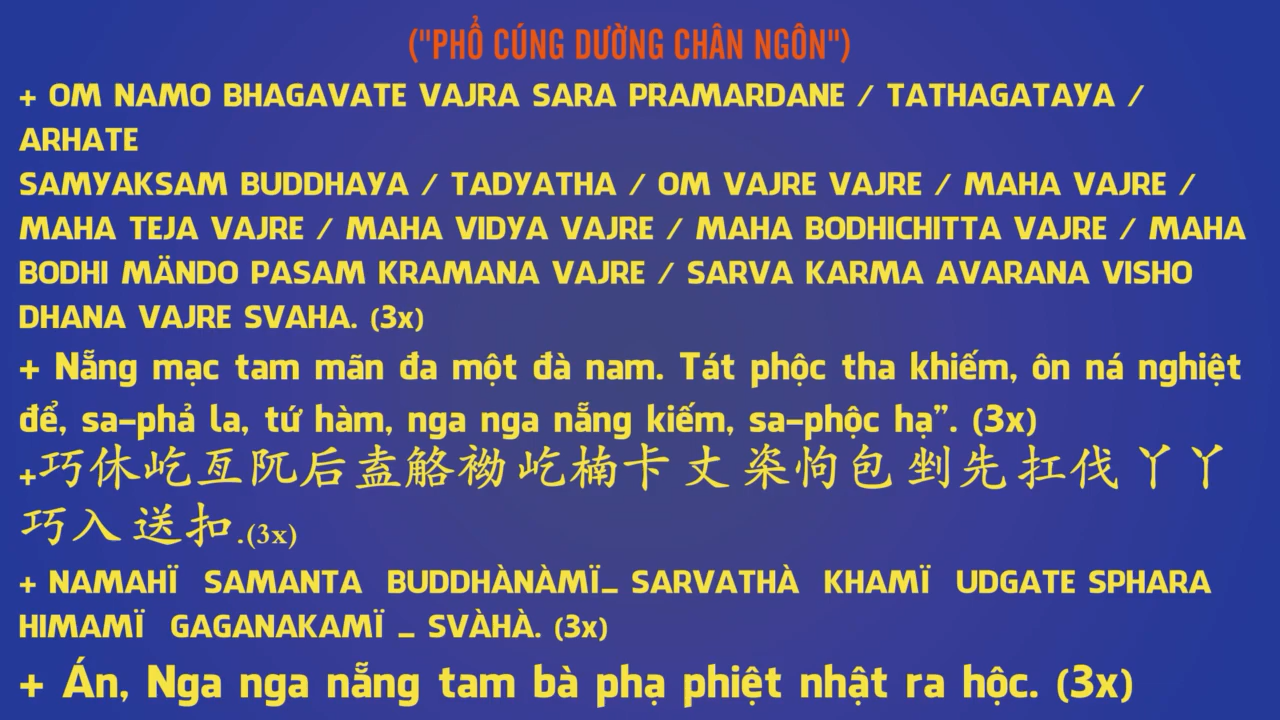 ("PHỔ CÚNG DƯỜNG CHÂN NGÔN")
+ OM NAMO BHAGAVATE VAJRA SARA PRAMARDANE / TATHAGATAYA /
ARHATE
SAMYAKSAM BUDDHAYA / TADYATHA / OM VAJRE VAJRE / MAHA VAJRE /
MAHA TEJA VAJRE / MAHA VIDYA VAJRE / MAHA BODHICHITTA VAJRE / MAHA
BODHI MÄNDO PASAM KRAMANA VAJRE / SARVA KARMA AVARANA VISHO
DHANA VAJRE SVAHA. (3x)
+ Nẵng mạc tam mãn đa một đà nam. Tát phộc tha khiếm, ôn ná nghiệt
để, sa-phả la, tứ hàm, nga nga nẵng kiếm, sa-phộc hạ”. (3x)
+巧休屹亙阢后盍觡袎屹楠卡丈粢恂包剉先扛伐丫丫
巧入送扣.(3x)
+ NAMAHÏ SAMANTA BUDDHÀNÀMÏ_ SARVATHÀ KHAMÏ UDGATE SPHARA
HIMAMÏ GAGANAKAMÏ _ SVÀHÀ. (3x)
+ Án, Nga nga nẵng tam bà phạ phiệt nhật ra hộc. (3x)